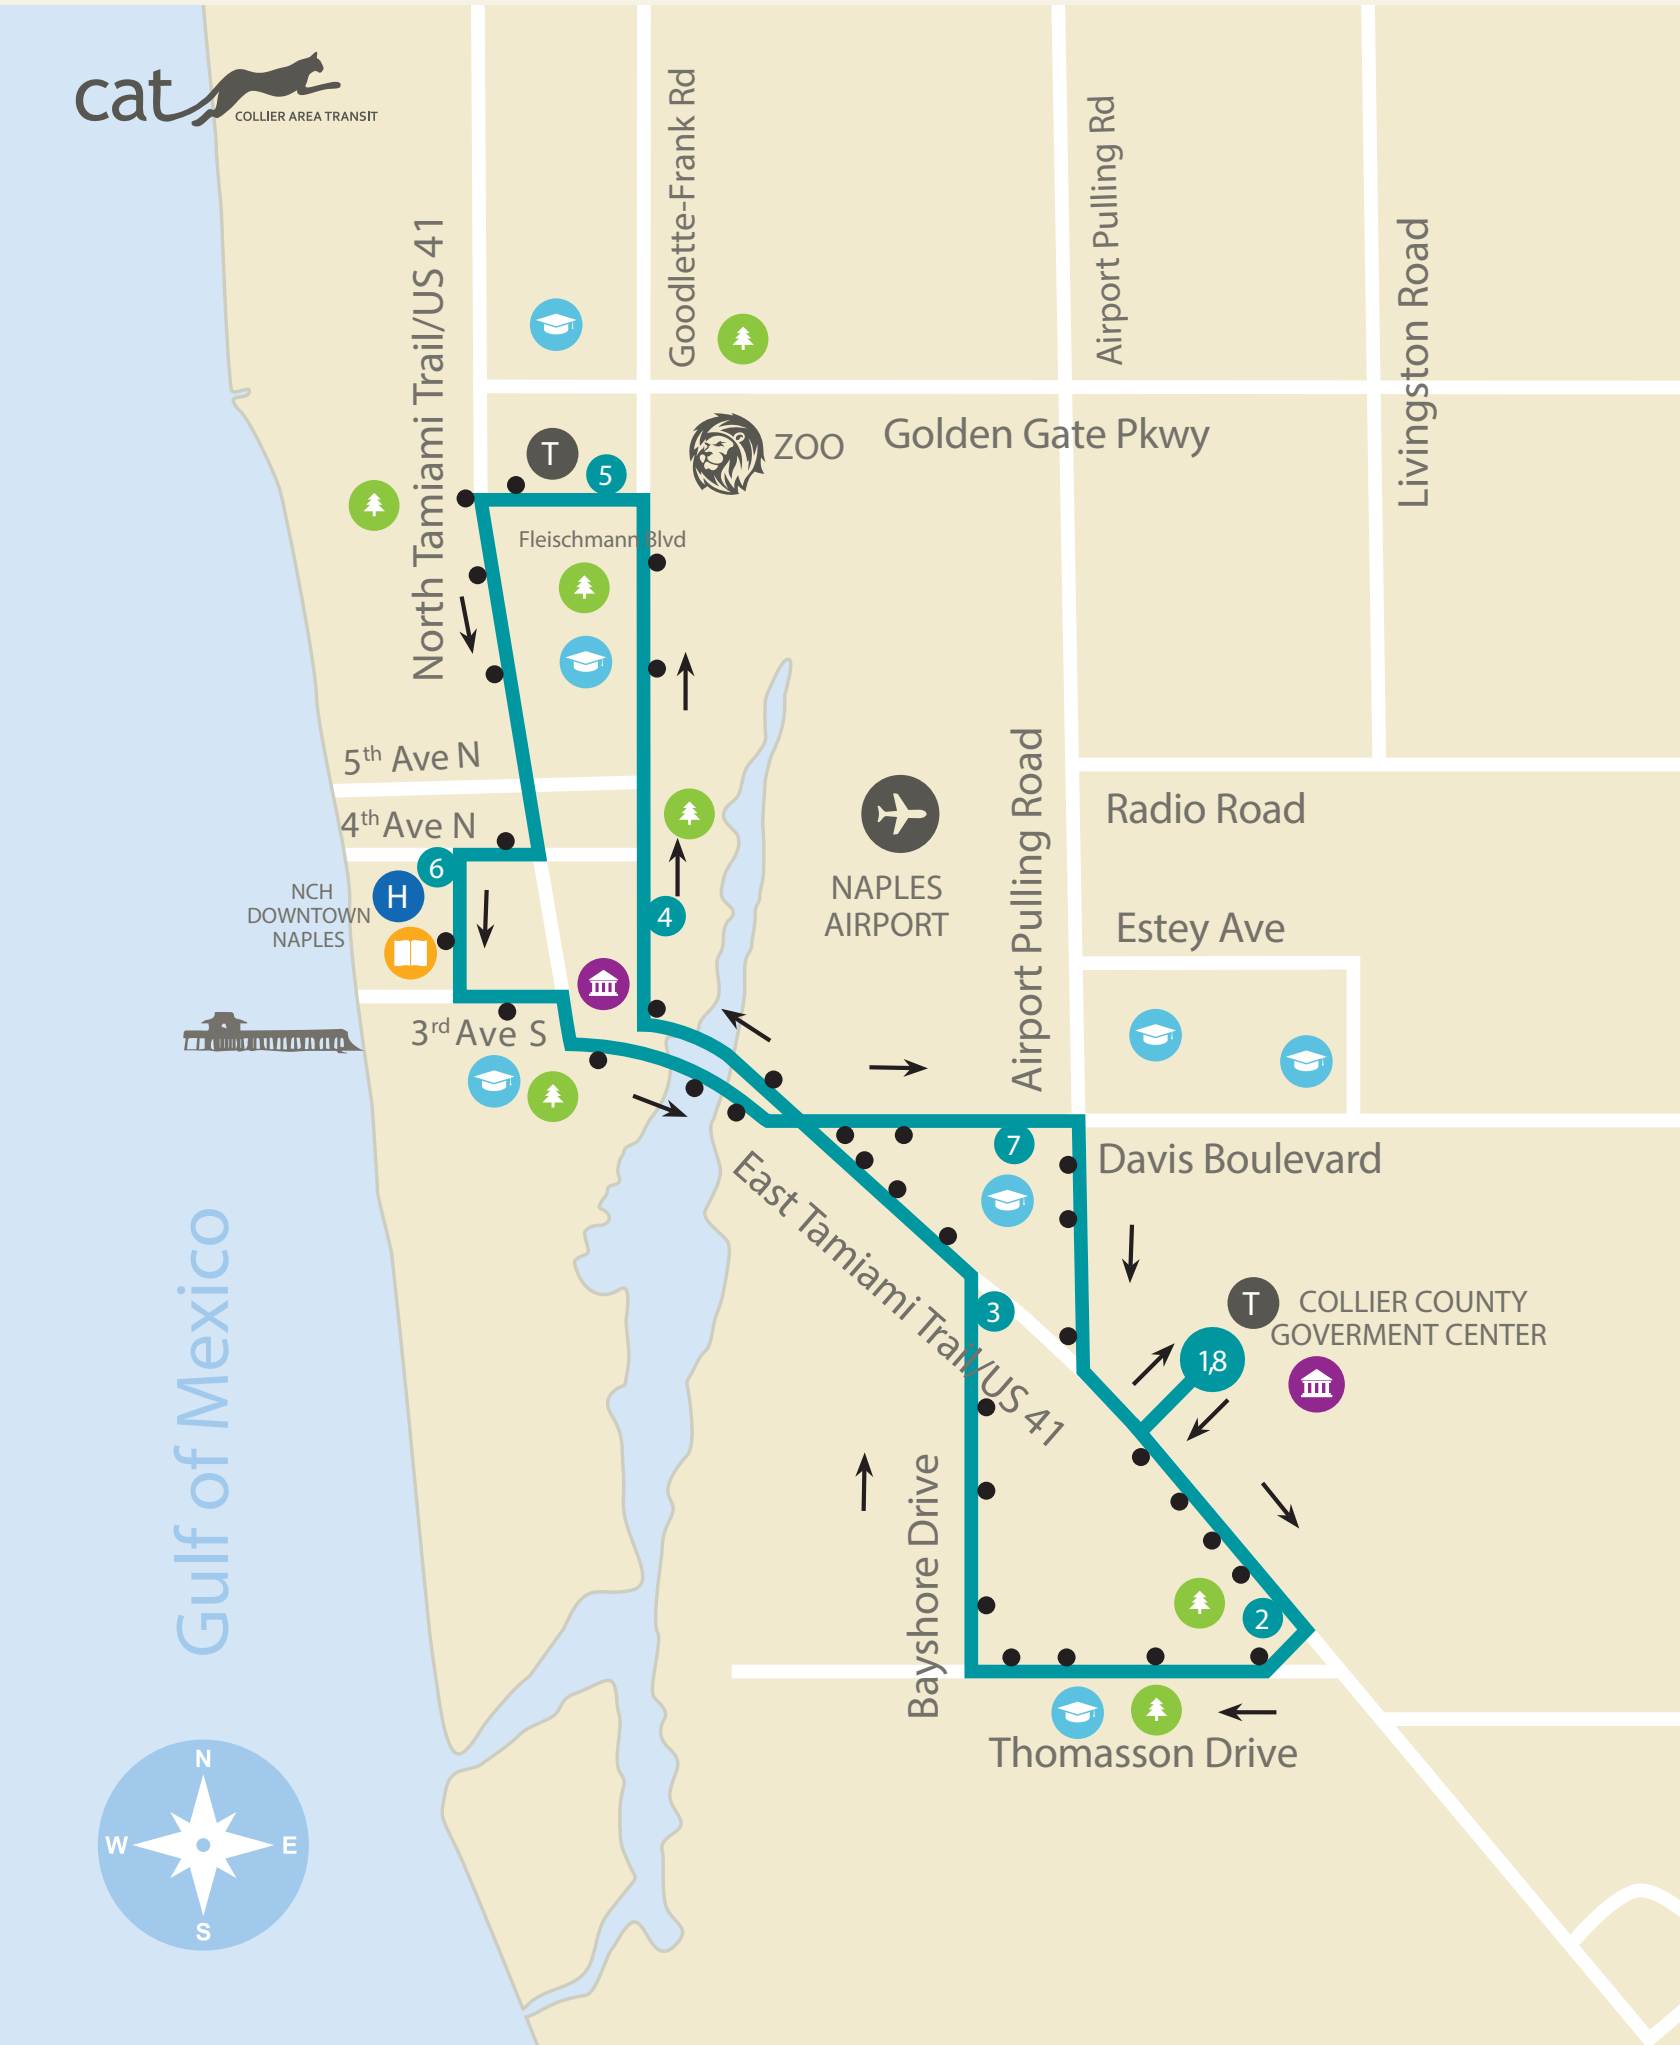 cat
COLLIER AREA TRANSIT
North Tamiami Trail/US 41
Goodlette-Frank Rd
Airport Pulling Rd
Livingston Road
Golden Gate Pkwy
ZOO
T
5
Fleischmann Blvd
5th Ave N
4th Ave N
6
H
NCH
DOWNTOWN
NAPLES
4
NAPLES
AIRPORT
Airport Pulling Road
Radio Road
Estey Ave
3rd Ave S
7
Davis Boulevard
East Tamiami Trail/US 41
3
T
COLLIER COUNTY
GOVERMENT CENTER
1,8
Gulf of Mexico
Bayshore Drive
2
Thomasson Drive
N
W
E
S